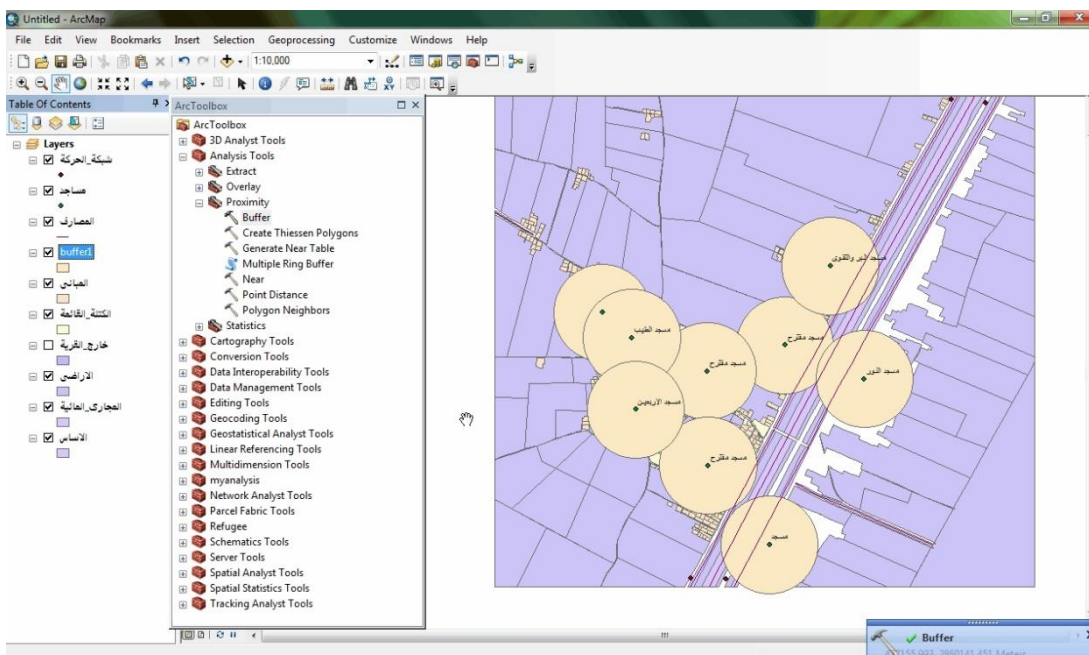 Untitled - ArcMap
File Edit View Bookmarks Insert Selection Geoprocessing Customize Windows Help
1:10,000
Table Of Contents
Layers
شبكة_الحركة
مساجد
المصارف
buffer1
المبانى
الكتلة_القائمة
خارج_القرية
الاراضى
المجارى_المائية
الاساس
ArcToolbox
ArcToolbox
3D Analyst Tools
Analysis Tools
Extract
Overlay
Proximity
Buffer
Create Thiessen Polygons
Generate Near Table
Multiple Ring Buffer
Near
Point Distance
Polygon Neighbors
Statistics
Cartography Tools
Conversion Tools
Data Interoperability Tools
Data Management Tools
Editing Tools
Geocoding Tools
Geostatistical Analyst Tools
Linear Referencing Tools
Multidimension Tools
myanalysis
Network Analyst Tools
Parcel Fabric Tools
Refugee
Schematics Tools
Server Tools
Spatial Analyst Tools
Spatial Statistics Tools
Tracking Analyst Tools
مسجد البر والتقوى
مسجد الطيب
مسجد مقترح
مسجد مقترح
مسجد النور
مسجد الاربعين
مسجد مقترح
مسجد
Buffer